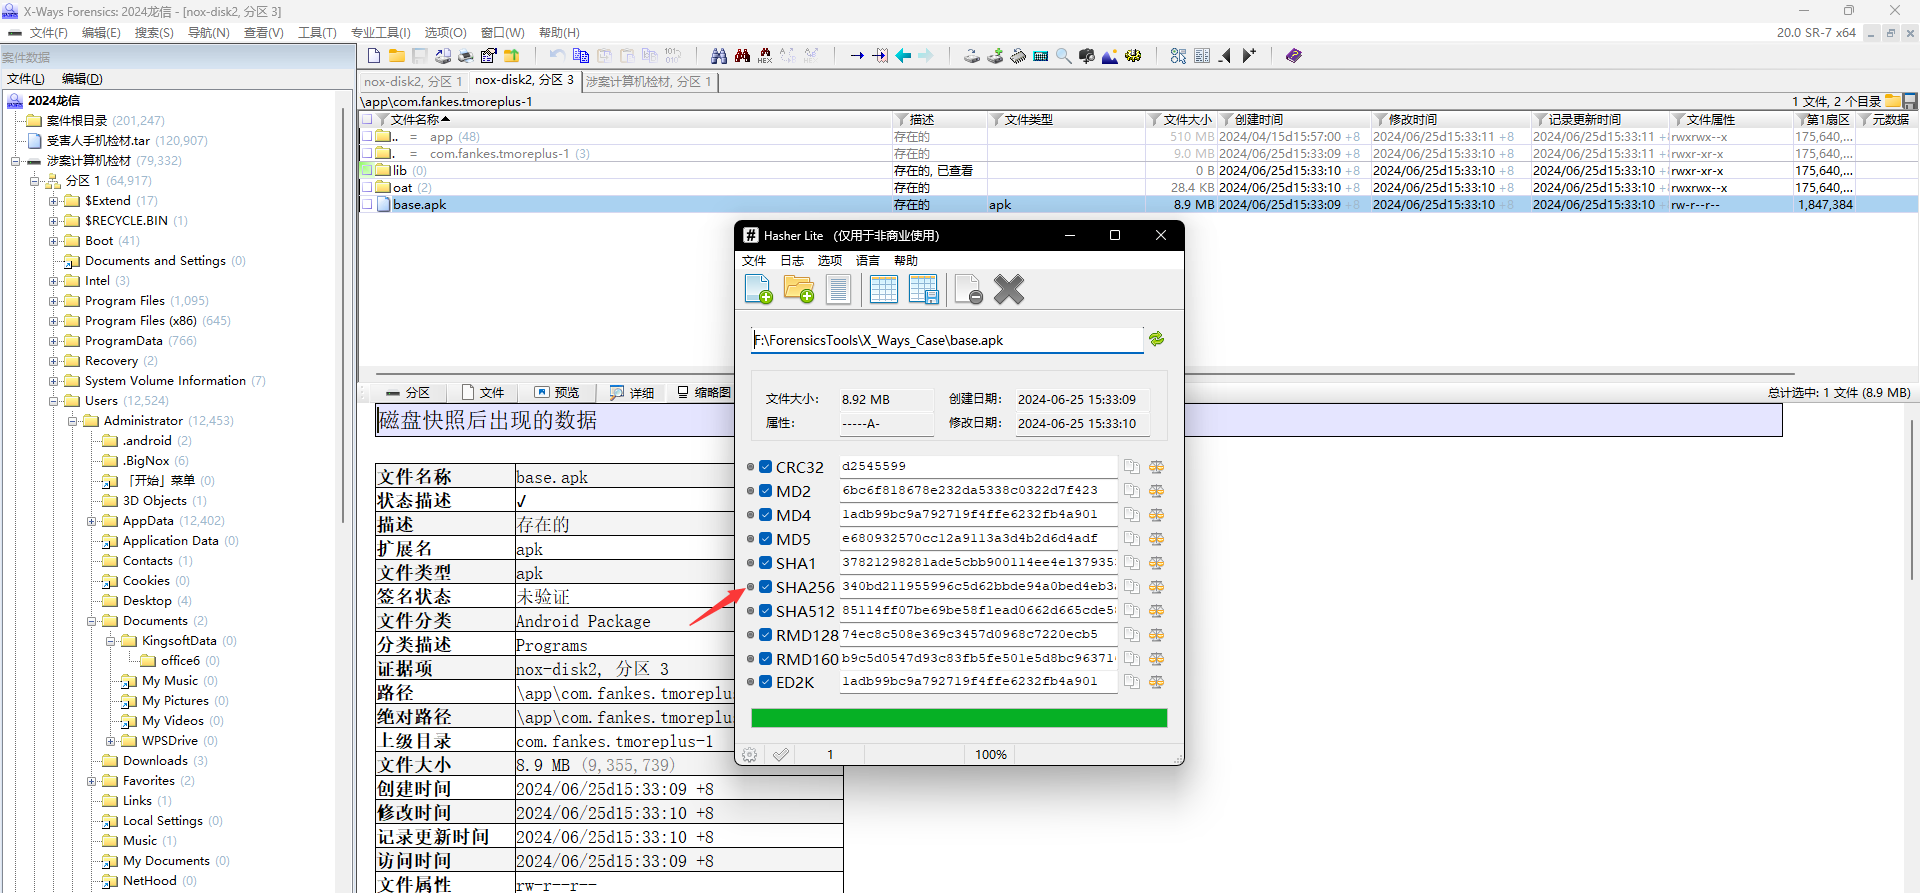 X-Ways Forensics: 2024龙信 - [nox-disk2, 分区 3]
文件(F) 编辑(E) 搜索(S) 导航(N) 查看(V) 工具(T) 专业工具(I) 选项(O) 窗口(W) 帮助(H) 20.0 SR-7 x64
案件数据
文件(L) 编辑(D)
2024龙信
案件根目录 (201,247)
受害人手机检材.tar (120,907)
涉案计算机检材 (79,332)
分区 1 (64,917)
$Extend (17)
$RECYCLE.BIN (1)
Boot (41)
Documents and Settings (0)
Intel (3)
Program Files (1,095)
Program Files (x86) (645)
ProgramData (766)
Recovery (2)
System Volume Information (7)
Users (12,524)
Administrator (12,453)
.android (2)
.BigNox (6)
「开始」菜单 (0)
3D Objects (1)
AppData (12,402)
Application Data (0)
Contacts (1)
Cookies (0)
Desktop (4)
Documents (2)
KingsoftData (0)
office6 (0)
My Music (0)
My Pictures (0)
My Videos (0)
WPSDrive (0)
Downloads (3)
Favorites (2)
Links (1)
Local Settings (0)
Music (1)
My Documents (0)
NetHood (0)
nox-disk2, 分区 1 nox-disk2, 分区 3 涉案计算机检材, 分区 1
\app\com.fankes.tmoreplus-1 1 文件, 2 个目录
文件名称 描述 文件类型 文件大小 创建时间 修改时间 记录更新时间 文件属性 第1扇区 元数据
.. = app (48) 存在的 510 MB 2024/04/15d15:57:00 +8 2024/06/25d15:33:11 +8 2024/06/25d15:33:11 +8 rwxrwx--x 175,640,...
. = com.fankes.tmoreplus-1 (3) 存在的 9.0 MB 2024/06/25d15:33:09 +8 2024/06/25d15:33:10 +8 2024/06/25d15:33:11 +8 rwxr-xr-x 175,640,...
lib (0) 存在的, 已查看 0 B 2024/06/25d15:33:10 +8 2024/06/25d15:33:10 +8 2024/06/25d15:33:10 +8 rwxr-xr-x 175,640,...
oat (2) 存在的 28.4 KB 2024/06/25d15:33:10 +8 2024/06/25d15:33:10 +8 2024/06/25d15:33:10 +8 rwxrwx--x 175,640,...
base.apk 存在的 apk 8.9 MB 2024/06/25d15:33:09 +8 2024/06/25d15:33:10 +8 2024/06/25d15:33:10 +8 rw-r--r-- 1,847,384
分区 文件 预览 详细 缩略图 总计选中: 1 文件 (8.9 MB)
磁盘快照后出现的数据
文件名称 base.apk
状态描述 √
描述 存在的
扩展名 apk
文件类型 apk
签名状态 未验证
文件分类 Android Package
分类描述 Programs
证据项 nox-disk2, 分区 3
路径 \app\com.fankes.tmoreplu
绝对路径 \app\com.fankes.tmoreplu
上级目录 com.fankes.tmoreplus-1
文件大小 8.9 MB (9,355,739)
创建时间 2024/06/25d15:33:09 +8
修改时间 2024/06/25d15:33:10 +8
记录更新时间 2024/06/25d15:33:10 +8
访问时间 2024/06/25d15:33:09 +8
文件属性 rw-r--r--
Hasher Lite (仅用于非商业使用)
文件 日志 选项 语言 帮助
F:\ForensicsTools\X_Ways_Case\base.apk
文件大小: 8.92 MB 创建日期: 2024-06-25 15:33:09
属性: -----A- 修改日期: 2024-06-25 15:33:10
CRC32 d2545599
MD2 6bc6f818678e232da5338c0322d7f423
MD4 1adb99bc9a792719f4ffe6232fb4a901
MD5 e680932570cc12a9113a3d4b2d6d4adf
SHA1 37821298281ade5cbb900114ee4e137935
SHA256 340bd211955996c5d62bbde94a0bed4eb3
SHA512 85114ff07be69be58f1ead0662d665cde5
RMD128 74ec8c508e369c3457d0968c7220ecb5
RMD160 b9c5d0547d93c83fb5fe501e5d8bc96371
ED2K 1adb99bc9a792719f4ffe6232fb4a901
1 100%